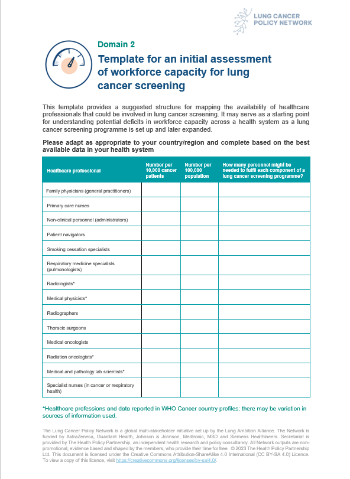 LUNG CANCER
POLICY NETWORK
Domain 2
Template for an initial assessment
of workforce capacity for lung
cancer screening
This template provides a suggested structure for mapping the availability of healthcare
professionals that could be involved in lung cancer screening. It may serve as a starting point
for understanding potential deficits in workforce capacity across a health system as a lung
cancer screening programme is set up and later expanded.
Please adapt as appropriate to your country/region and complete based on the best
available data in your health system
Healthcare professional
Number per
10,000 cancer
patients
Number per
100,000
population
How many personnel might be
needed to fulfil each component of a
lung cancer screening programme?
Family physicians (general practitioners)
Primary care nurses
Non-clinical personnel (administrators)
Patient navigators
Smoking cessation specialists
Respiratory medicine specialists
(pulmonologists)
Radiologists*
Medical physicists*
Radiographers
Thoracic surgeons
Medical oncologists
Radiation oncologists*
Medical and pathology lab scientists*
Specialist nurses (in cancer or respiratory
health)
*Healthcare professions and data reported in WHO Cancer country profiles; there may be variation in
sources of information used.
The Lung Cancer Policy Network is a global multi-stakeholder initiative set up by the Lung Ambition Alliance. The Network is
funded by AstraZeneca, Guardant Health, Johnson & Johnson, MedTech, MSD and Siemens Healthineers. Secretariat is
provided by The Health Policy Partnership, an independent health research and policy consultancy. All Network outputs are non-
promotional, evidence based and shaped by the members, who provide their time for free. © 2023 The Health Policy Partnership
Ltd. This document is licensed under the Creative Commons Attribution-ShareAlike 4.0 International (CC BY-SA 4.0) Licence.
To view a copy of this license, visit https://creativecommons.org/licenses/by-sa/4.0/.